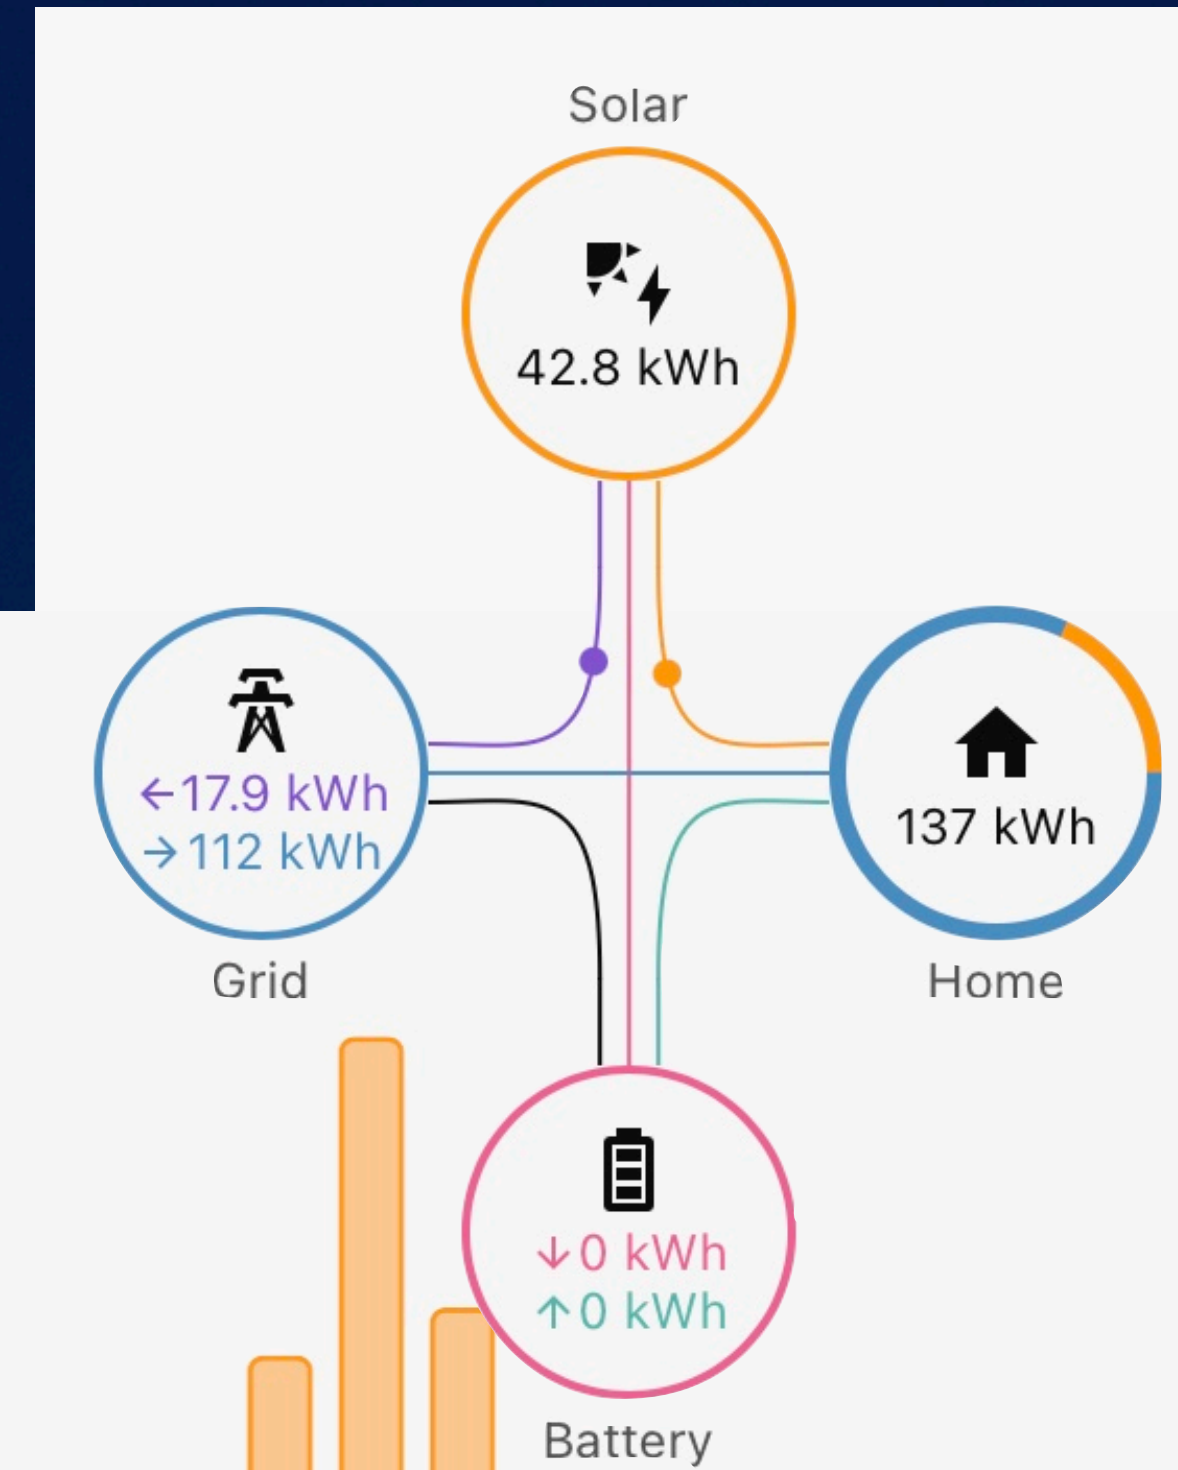 Solar
42.8 kWh
←17.9 kWh
→112 kWh
Grid
137 kWh
Home
↓0 kWh
↑0 kWh
Battery